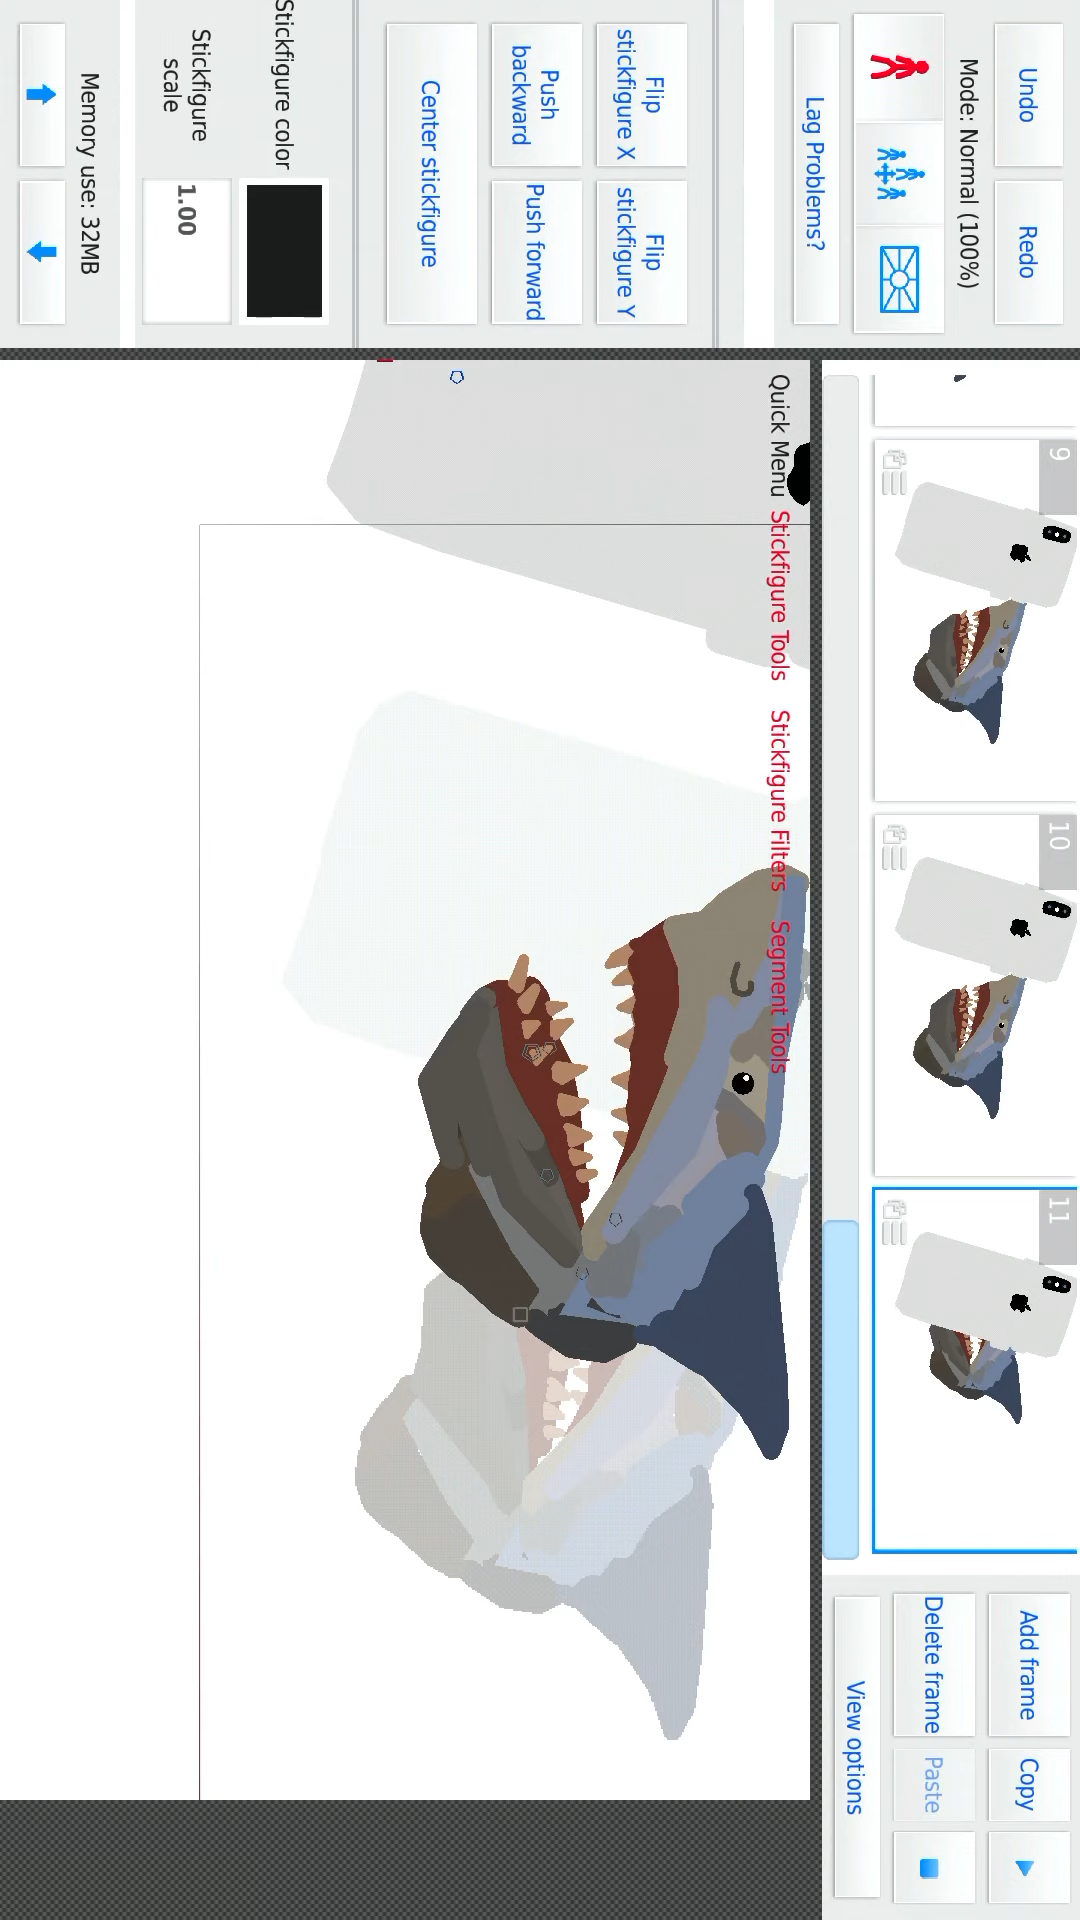 Undo
Redo
Mode: Normal (100%)
Lag Problems?
Flip
stickfigure X
Flip
stickfigure Y
Push
backward
Push forward
Center stickfigure
Stickfigure color
Stickfigure
scale
1.00
Memory use: 32MB
9
10
11
Quick Menu
Stickfigure Tools
Stickfigure Filters
Segment Tools
Add frame
Copy
Delete frame
Paste
View options